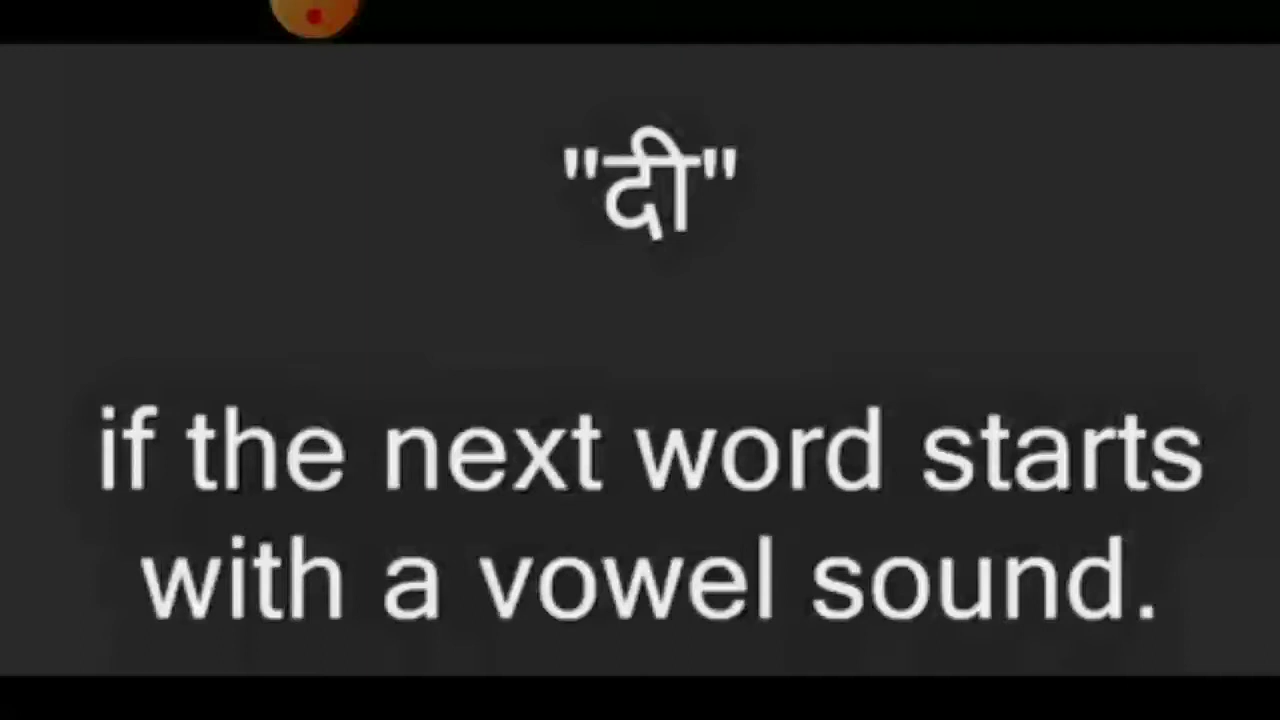 "दी"
if the next word starts
with a vowel sound.